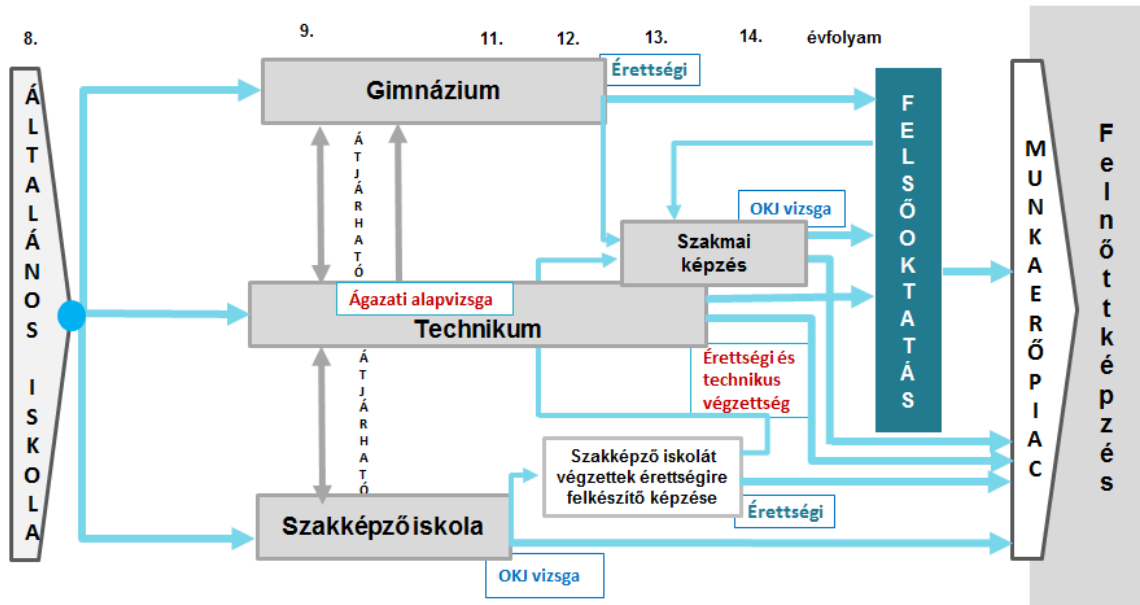 8.
9.
11.
12.
13.
14.
évfolyam
ÁLTALÁNOS ISKOLA
Gimnázium
Érettségi
ÁTJÁRHATÓ
OKJ vizsga
Szakmai
képzés
Ágazati alapvizsga
Technikum
Érettségi és
technikus
végzettség
ÁTJÁRHATÓ
Szakképző iskolát
végzettek érettségire
felkészítő képzése
Érettségi
Szakképző iskola
OKJ vizsga
FELSŐOKTATÁS
MUNKAERŐPIAC
Felnőttképzés